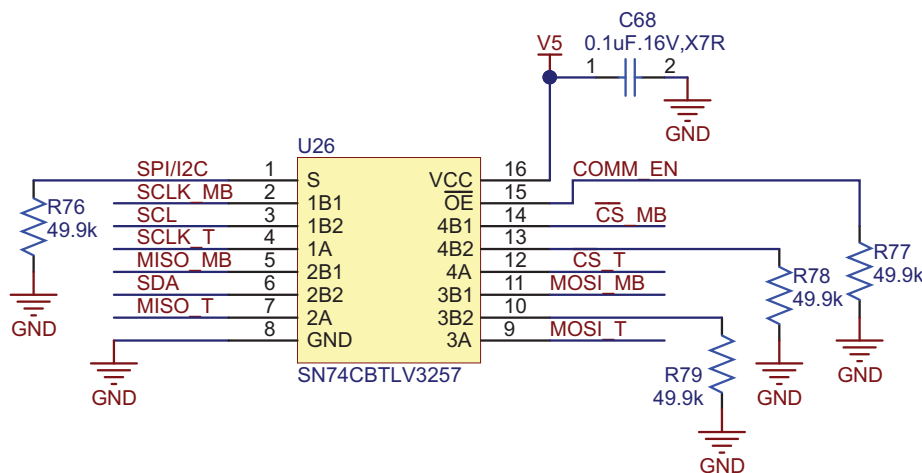 C68
V5
0.1uF.16V,X7R
1
2
GND
U26
SPI/I2C
1
S
VCC
16
SCLK_MB
2
1B1
OE
15
COMM_EN
SCL
3
1B2
4B1
14
CS_MB
SCLK_T
4
1A
4B2
13
MISO_MB
5
2B1
4A
12
CS_T
SDA
6
2B2
3B1
11
MOSI_MB
MISO_T
7
2A
3B2
10
8
GND
3A
9
MOSI_T
R76
49.9k
GND
R77
49.9k
R78
49.9k
SN74CBTLV3257
R79
49.9k
GND
GND
GND
GND